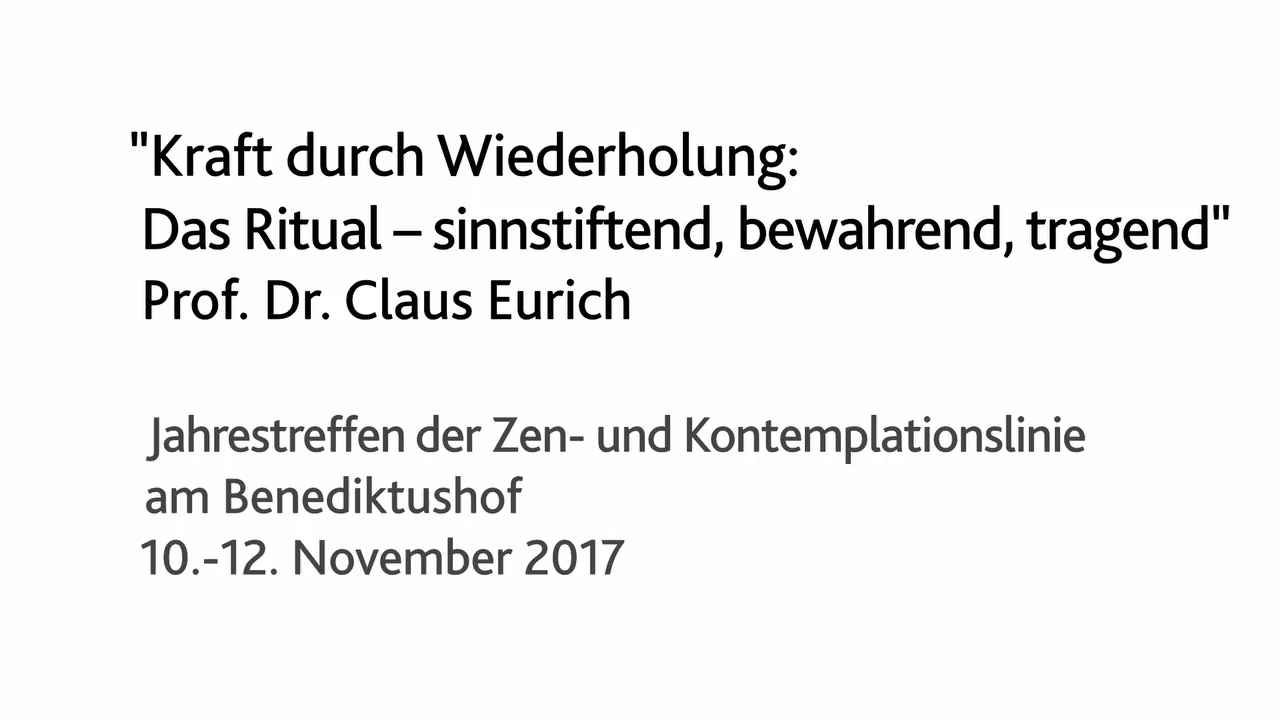 "Kraft durch Wiederholung:
Das Ritual – sinnstiftend, bewahrend, tragend"
Prof. Dr. Claus Eurich
Jahrestreffen der Zen- und Kontemplationslinie
am Benediktushof
10.-12. November 2017